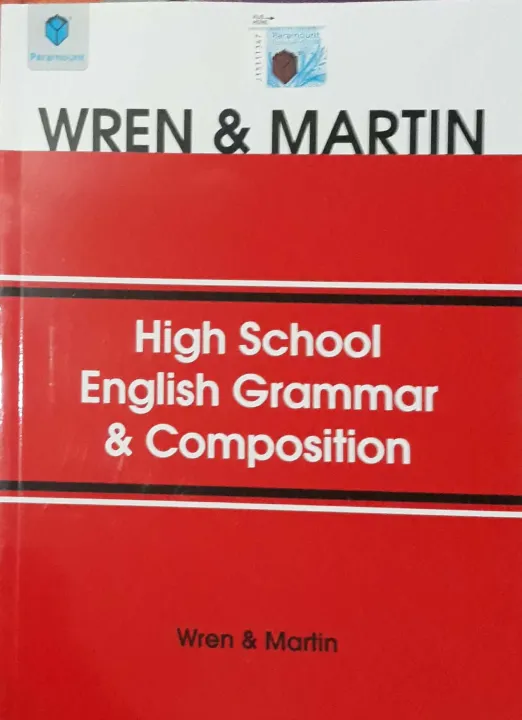 Paramount
Paramount
WREN & MARTIN
High School
English Grammar
& Composition
Wren & Martin